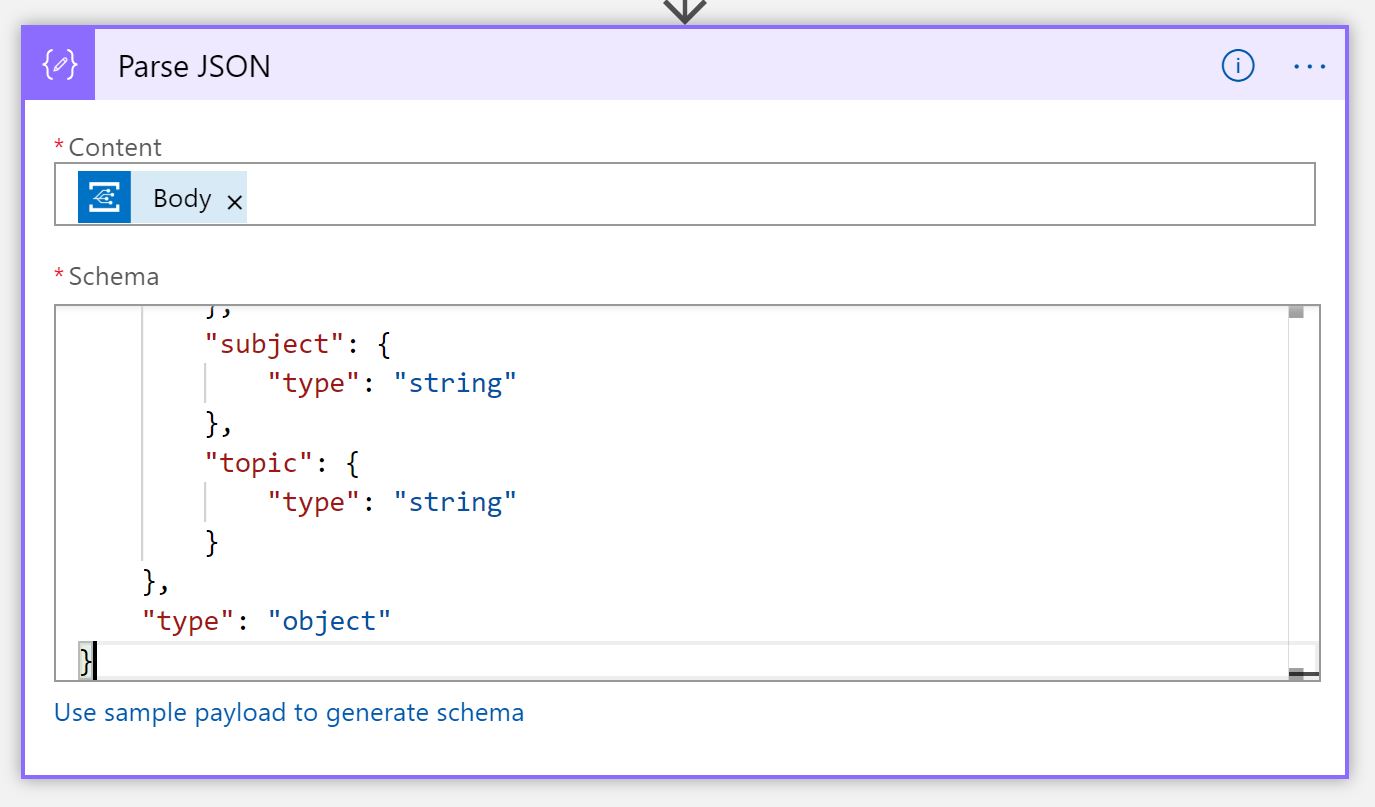 Parse JSON
* Content
Body ×
* Schema
},
"subject": {
"type": "string"
},
"topic": {
"type": "string"
}
},
"type": "object"
}
Use sample payload to generate schema